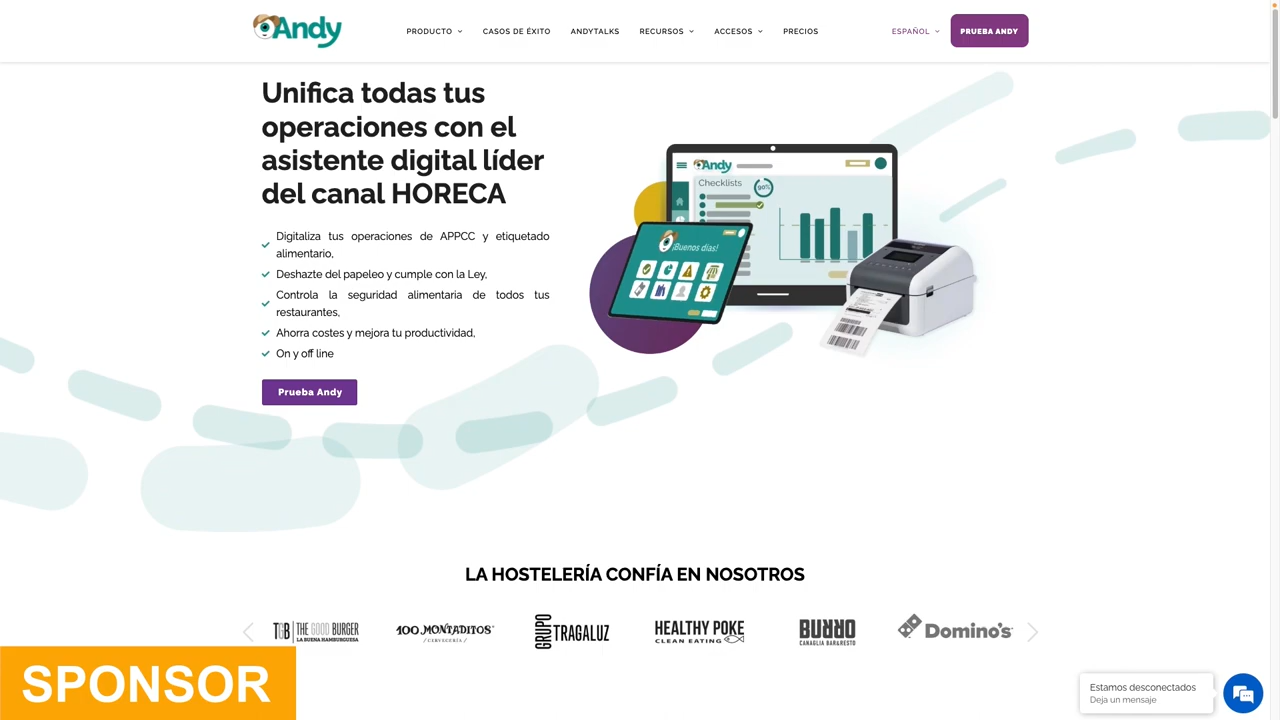 Andy
PRODUCTO
CASOS DE ÉXITO
ANDYTALKS
RECURSOS
ACCESOS
PRECIOS
ESPAÑOL
PRUEBA ANDY
Unifica todas tus
operaciones con el
asistente digital líder
del canal HORECA
Digitaliza tus operaciones de APPCC y etiquetado
alimentario,
Deshazte del papeleo y cumple con la Ley,
Controla la seguridad alimentaria de todos tus
restaurantes,
Ahorra costes y mejora tu productividad,
On y off line
Prueba Andy
Andy
Checklists
90%
¡Buenos días!
LA HOSTELERÍA CONFÍA EN NOSOTROS
TGB THE GOOD BURGER
LA BUENA HAMBURGUESA
100 MONTADITOS
CERVECERÍA
GRUPO TRAGALUZ
HEALTHY POKE
CLEAN EATING
BURRO
CANAGLIA BAR&RESTO
Domino's
SPONSOR
Estamos desconectados
Deja un mensaje